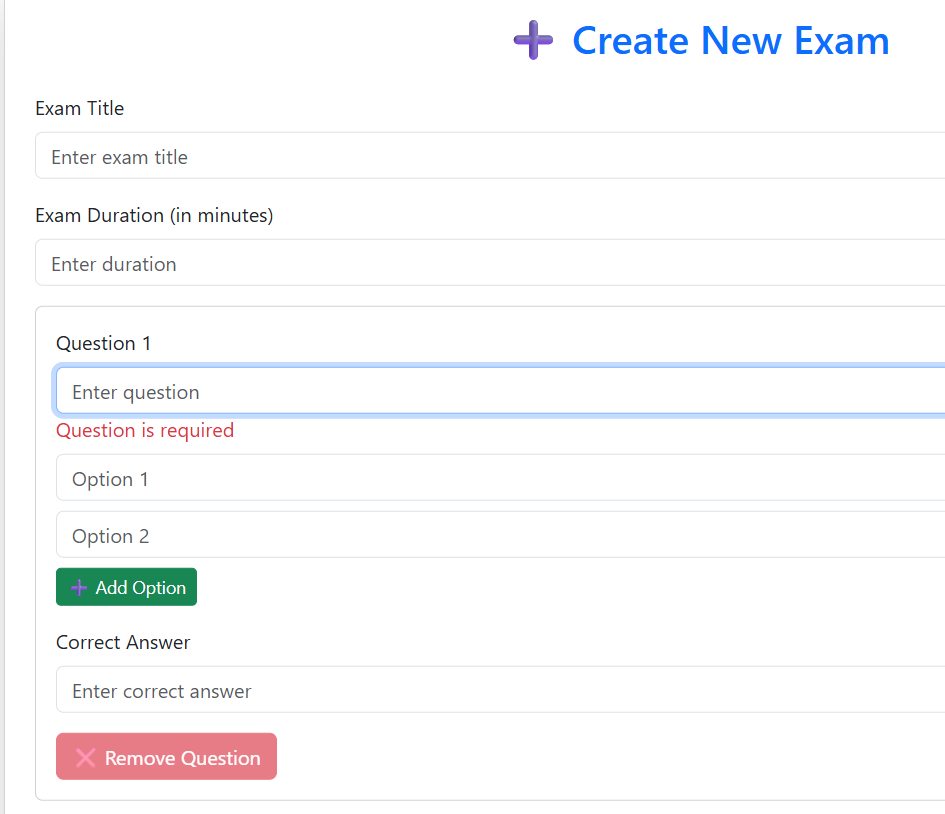 Create New Exam
Exam Title
Enter exam title
Exam Duration (in minutes)
Enter duration
Question 1
Enter question
Question is required
Option 1
Option 2
Add Option
Correct Answer
Enter correct answer
Remove Question